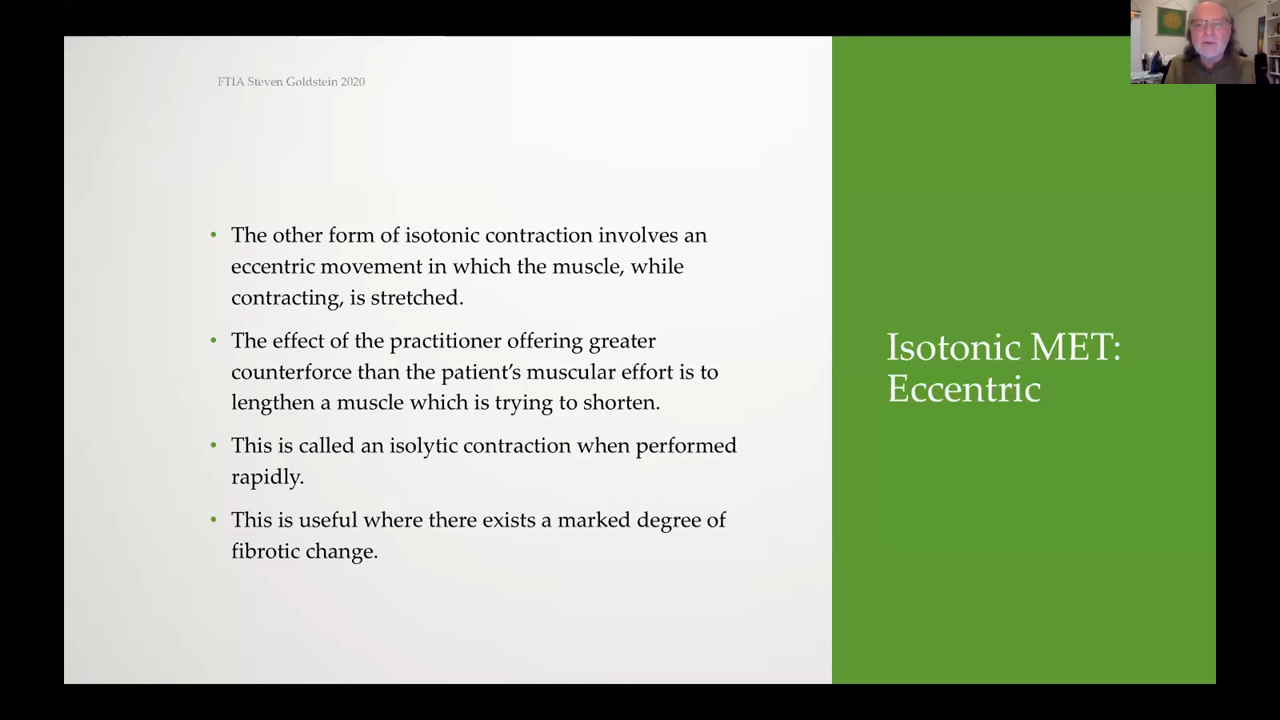 FTIA Steven Goldstein 2020
• The other form of isotonic contraction involves an
eccentric movement in which the muscle, while
contracting, is stretched.
• The effect of the practitioner offering greater
counterforce than the patient’s muscular effort is to
lengthen a muscle which is trying to shorten.
• This is called an isolytic contraction when performed
rapidly.
• This is useful where there exists a marked degree of
fibrotic change.
Isotonic MET:
Eccentric